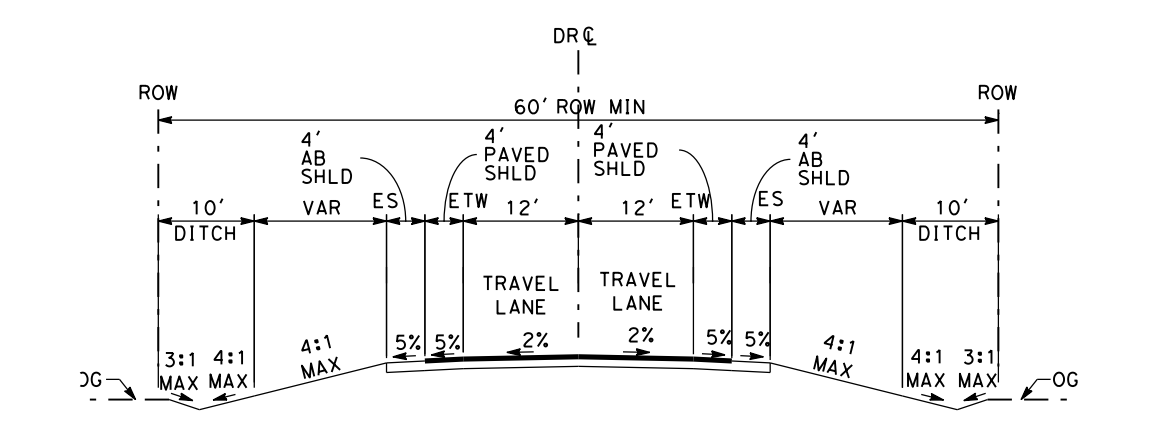 DR ℄
ROW
ROW
60' ROW MIN
4'
AB
SHLD
4'
PAVED
SHLD
4'
PAVED
SHLD
4'
AB
SHLD
10'
DITCH
VAR
ES
ETW
12'
12'
ETW
ES
VAR
10'
DITCH
TRAVEL
LANE
TRAVEL
LANE
3:1
MAX
4:1
MAX
4:1
MAX
5%
5%
2%
2%
5%
5%
4:1
MAX
4:1
MAX
3:1
MAX
OG
OG